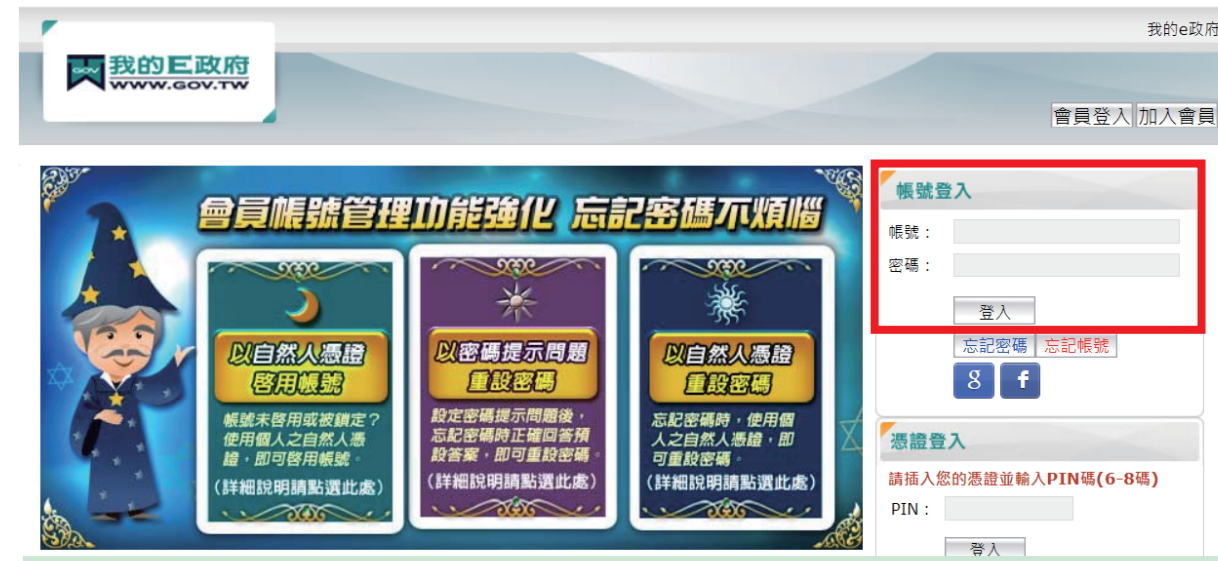 我的e政府
我的E政府
WWW.GOV.TW
GOV
會員登入 加入會員
會員帳號管理功能強化 忘記密碼不煩惱
以自然人憑證
啓用帳號
帳號未啓用或被鎖定？
使用個人之自然人憑
證，即可啓用帳號。
(詳細說明請點選此處)
以密碼提示問題
重設密碼
設定密碼提示問題後，
忘記密碼時正確回答預
設答案，即可重設密碼。
(詳細說明請點選此處)
以自然人憑證
重設密碼
忘記密碼時，使用個
人之自然人憑證，即
可重設密碼。
(詳細說明請點選此處)
帳號登入
帳號：
密碼：
登入
忘記密碼 忘記帳號
8 f
憑證登入
請插入您的憑證並輸入PIN碼(6-8碼)
PIN：
登入